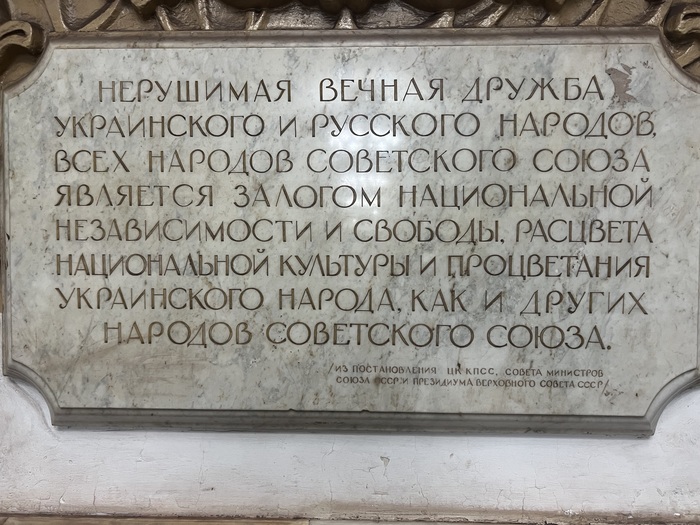 НЕРУШИМАЯ ВЕЧНАЯ ДРУЖБА
УКРАИНСКОГО И РУССКОГО НАРОДОВ,
ВСЕХ НАРОДОВ СОВЕТСКОГО СОЮЗА
ЯВЛЯЕТСЯ ЗАЛОГОМ НАЦИОНАЛЬНОЙ
НЕЗАВИСИМОСТИ И СВОБОДЫ, РАСЦВЕТА
НАЦИОНАЛЬНОЙ КУЛЬТУРЫ И ПРОЦВЕТАНИЯ
УКРАИНСКОГО НАРОДА, КАК И ДРУГИХ
НАРОДОВ СОВЕТСКОГО СОЮЗА.
/ИЗ ПОСТАНОВЛЕНИЯ ЦК КПСС, СОВЕТА МИНИСТРОВ
СОЮЗА ССР И ПРЕЗИДИУМА ВЕРХОВНОГО СОВЕТА СССР/